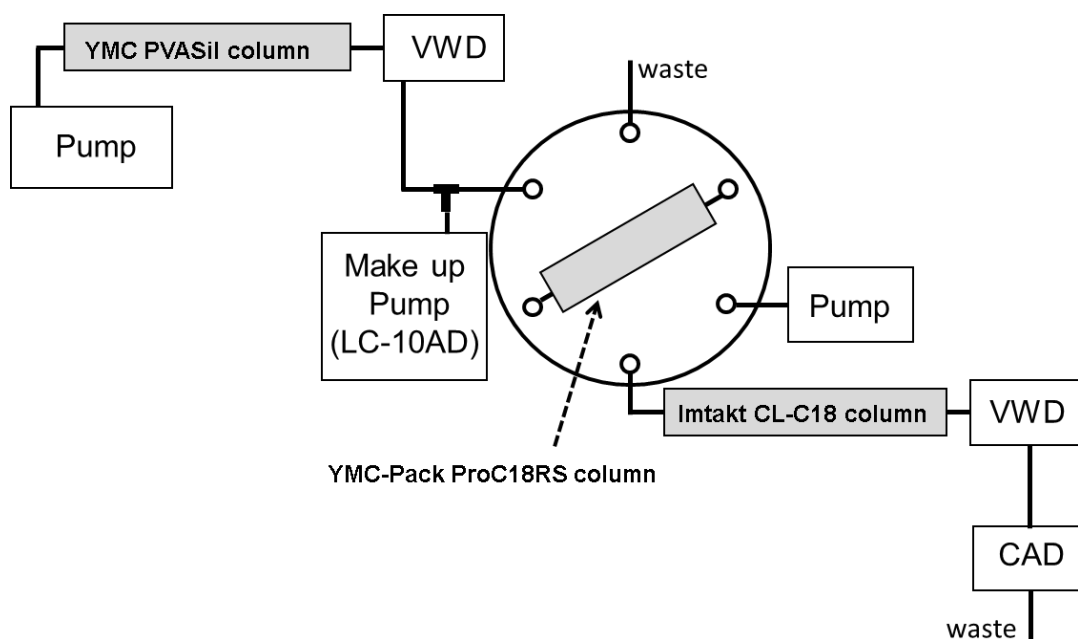 YMC PVASil column
VWD
waste
Pump
Make up
Pump
(LC-10AD)
Pump
Imtakt CL-C18 column
VWD
YMC-Pack ProC18RS column
CAD
waste